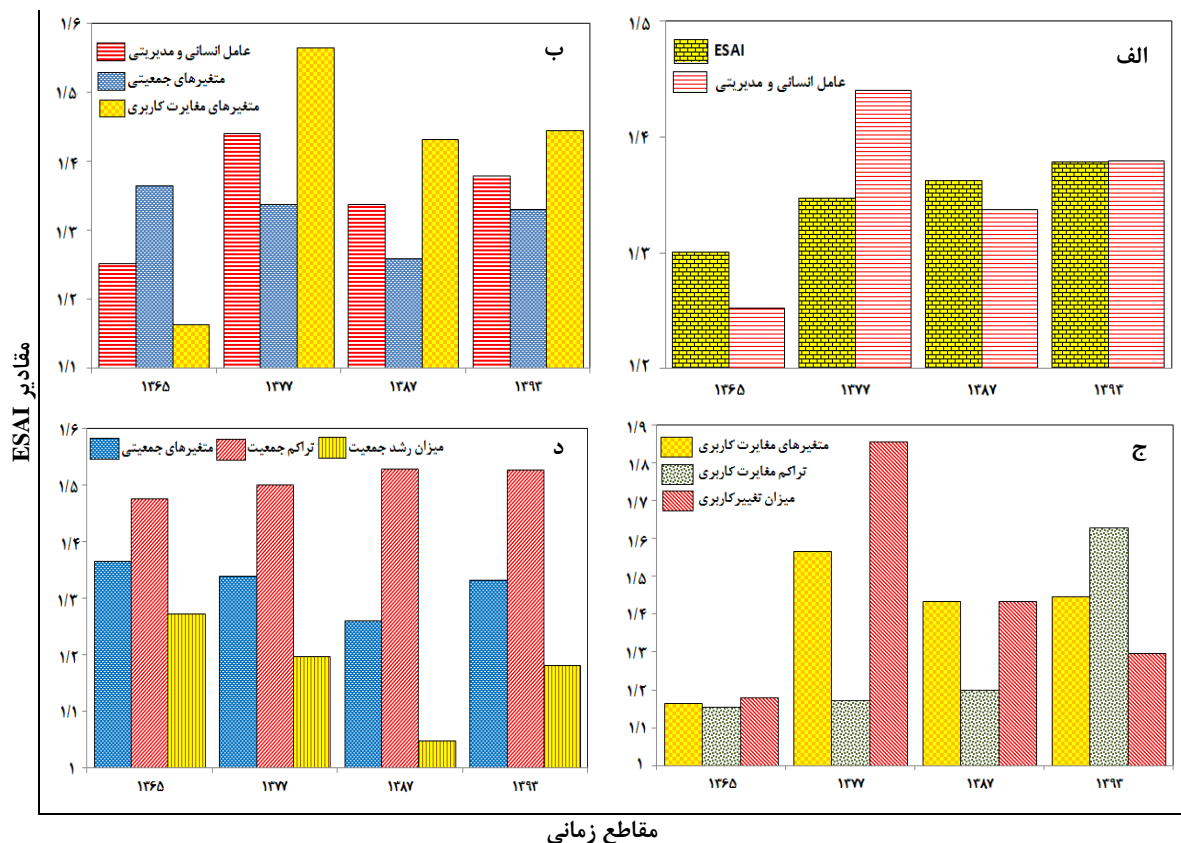 الف
ESAI
عامل انسانی و مدیریتی
۱/۵
۱/۴
۱/۳
۱/۲
۱۳۶۵
۱۳۷۷
۱۳۸۷
۱۳۹۳
ب
عامل انسانی و مدیریتی
متغیرهای جمعیتی
متغیرهای مغایرت کاربری
۱/۶
۱/۵
۱/۴
۱/۳
۱/۲
۱/۱
۱۳۶۵
۱۳۷۷
۱۳۸۷
۱۳۹۳
ج
متغیرهای مغایرت کاربری
تراکم مغایرت کاربری
میزان تغییرکاربری
۱/۹
۱/۸
۱/۷
۱/۶
۱/۵
۱/۴
۱/۳
۱/۲
۱/۱
۱
۱۳۶۵
۱۳۷۷
۱۳۸۷
۱۳۹۳
د
متغیرهای جمعیتی تراکم جمعیت میزان رشد جمعیت
۱/۶
۱/۵
۱/۴
۱/۳
۱/۲
۱/۱
۱
۱۳۶۵
۱۳۷۷
۱۳۸۷
۱۳۹۳
مقادیر ESAI
مقاطع زمانی